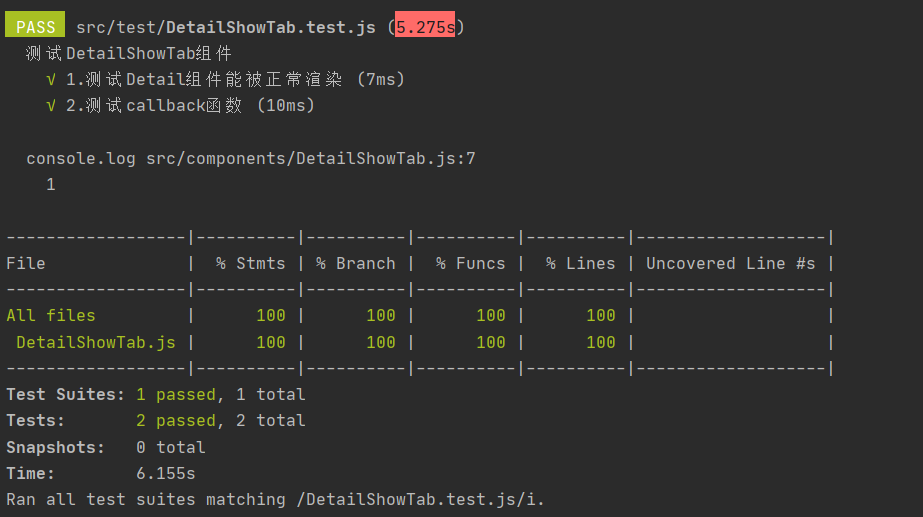 PASS src/test/DetailShowTab.test.js (5.275s)
测试DetailShowTab组件
√ 1.测试Detail组件能被正常渲染 (7ms)
√ 2.测试callback函数 (10ms)
console.log src/components/DetailShowTab.js:7
1
------------------|----------|----------|----------|----------|-------------------|
File              |  % Stmts | % Branch |  % Funcs |  % Lines | Uncovered Line #s |
------------------|----------|----------|----------|----------|-------------------|
All files         |      100 |      100 |      100 |      100 |                   |
 DetailShowTab.js |      100 |      100 |      100 |      100 |                   |
------------------|----------|----------|----------|----------|-------------------|
Test Suites: 1 passed, 1 total
Tests:       2 passed, 2 total
Snapshots:   0 total
Time:        6.155s
Ran all test suites matching /DetailShowTab.test.js/i.